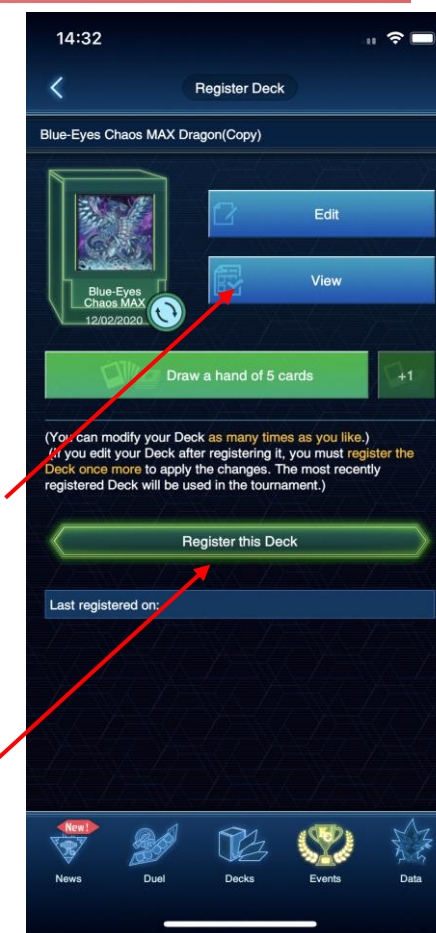 14:32
Register Deck
Blue-Eyes Chaos MAX Dragon(Copy)
Edit
Blue-Eyes
Chaos MAX
12/02/2020
View
Draw a hand of 5 cards
+1
(You can modify your Deck as many times as you like.)
(If you edit your Deck after registering it, you must register the
Deck once more to apply the changes. The most recently
registered Deck will be used in the tournament.)
Register this Deck
Last registered on:
New!
News
Duel
Decks
Events
Data